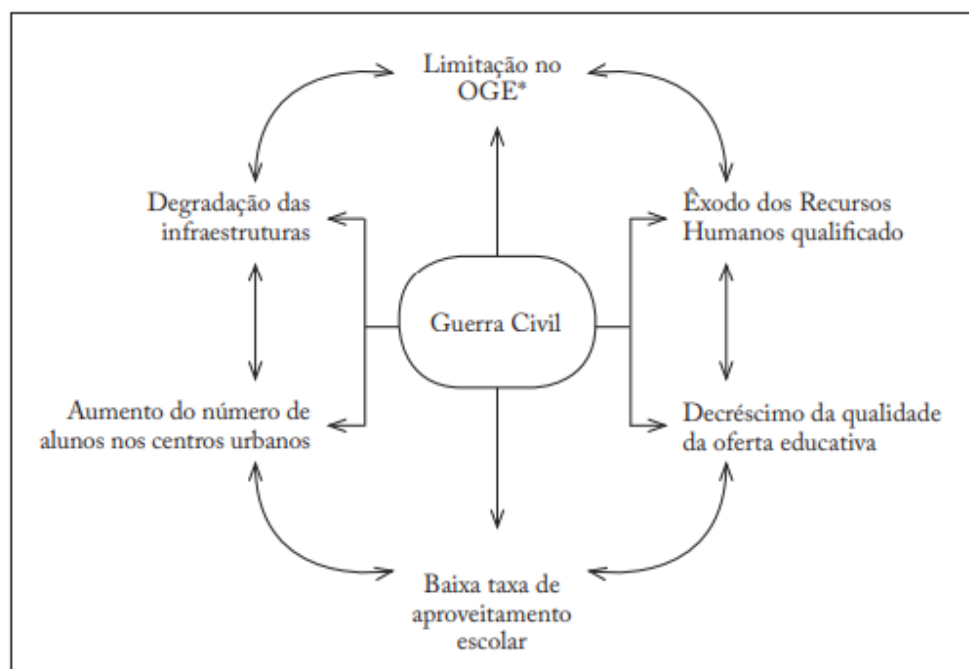 Limitação no
OGE*
Degradação das
infraestruturas
Êxodo dos Recursos
Humanos qualificado
Guerra Civil
Aumento do número de
alunos nos centros urbanos
Decréscimo da qualidade
da oferta educativa
Baixa taxa de
aproveitamento
escolar